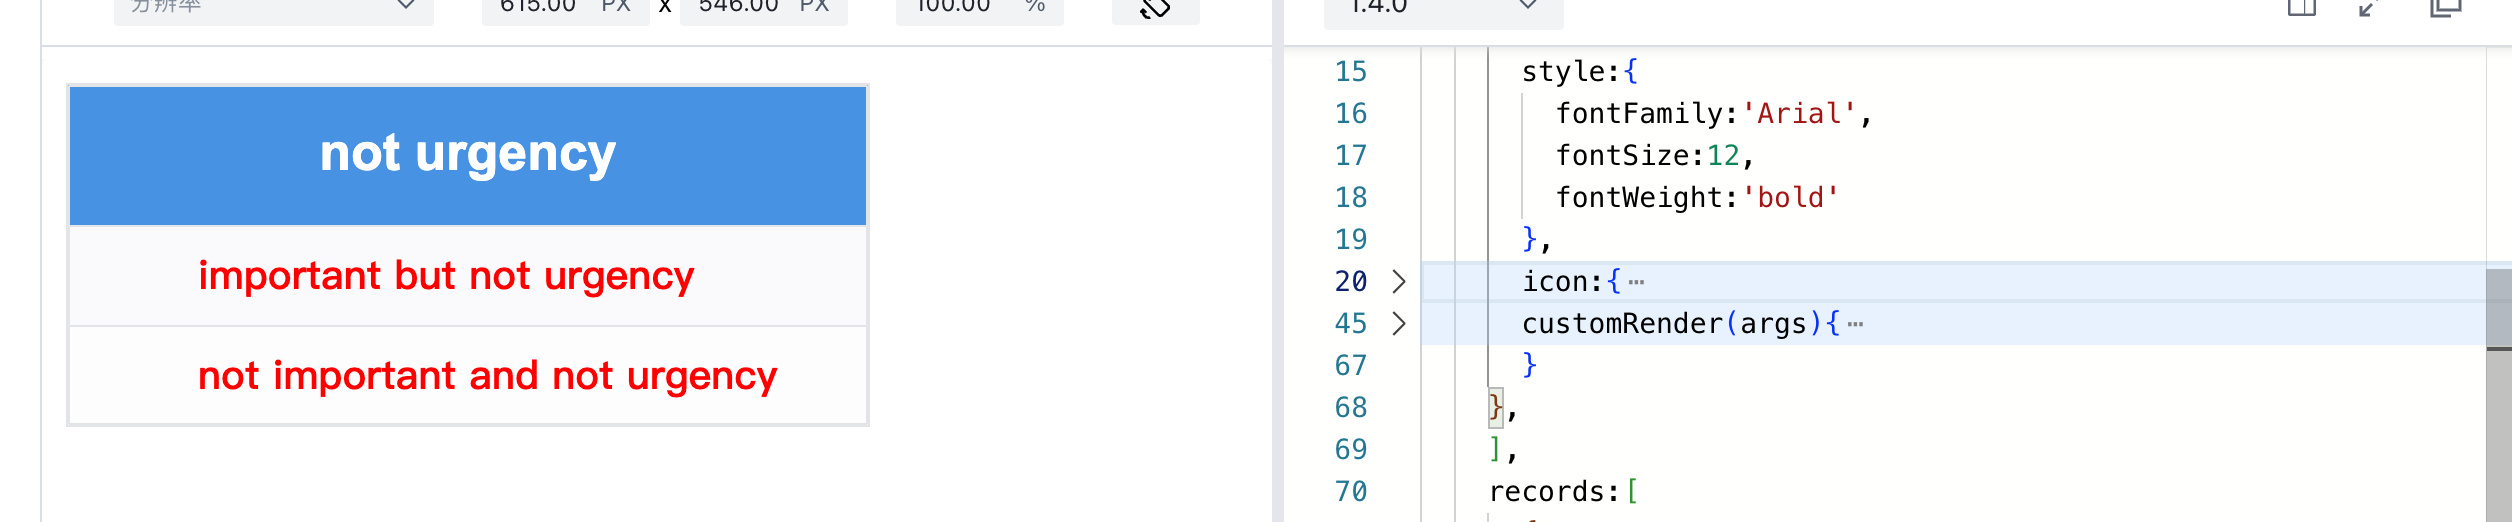 分辨率 615.00 PX x 546.00 PX 100.00 %
1.4.0
not urgency
important but not urgency
not important and not urgency
15 style:{
16 fontFamily:'Arial',
17 fontSize:12,
18 fontWeight:'bold'
19 },
20 icon:{ ⋯
45 customRender(args){ ⋯
67 }
68 },
69 ],
70 records:[